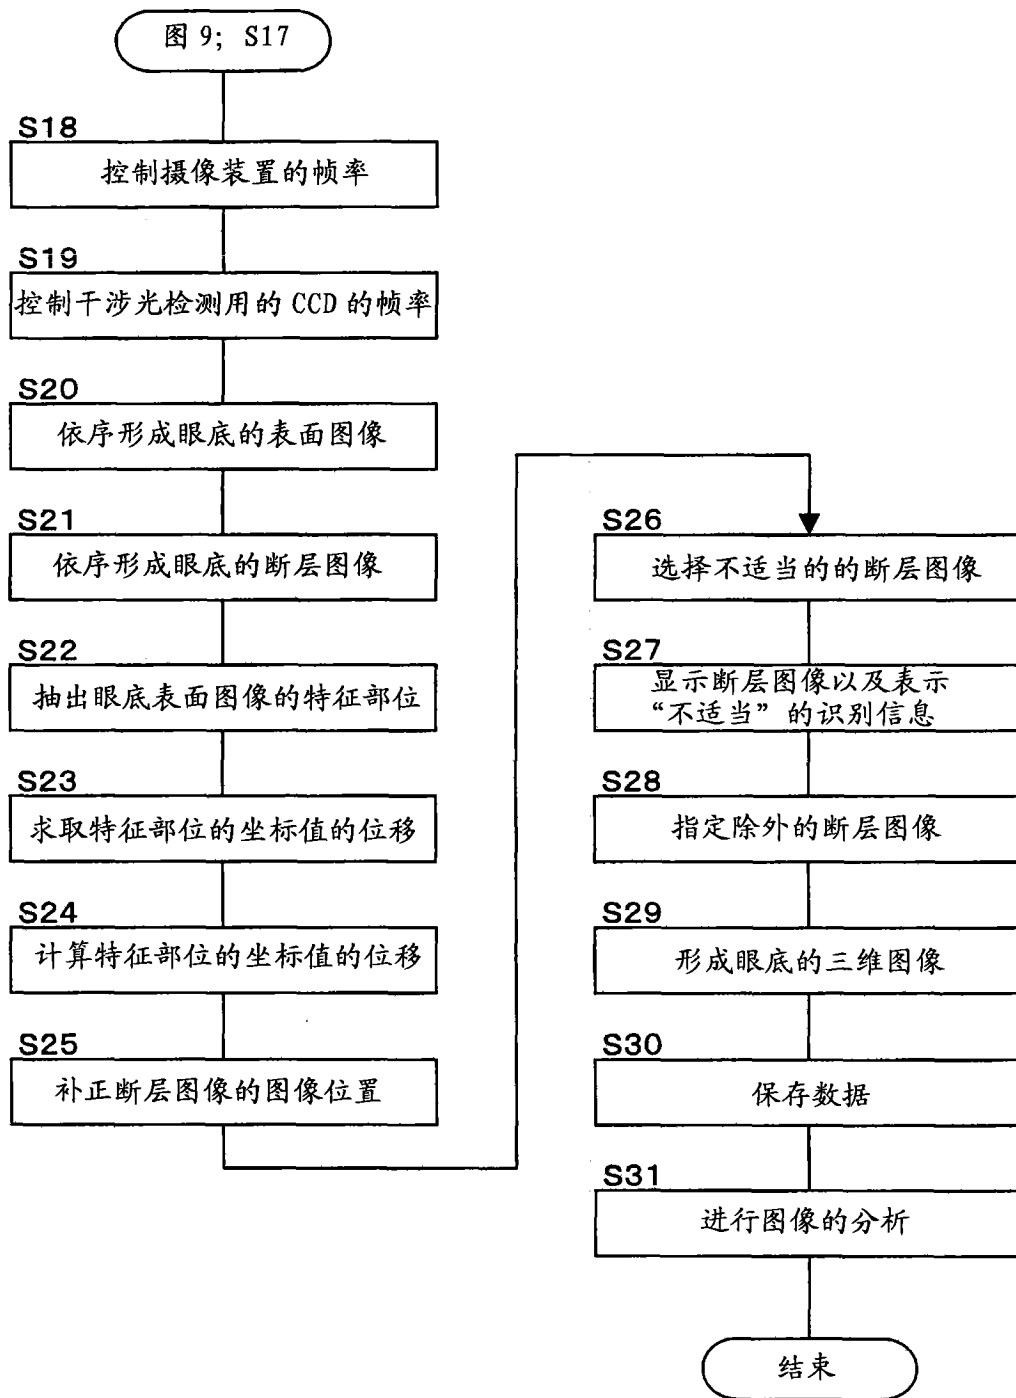 图 9; S17
S18
控制摄像装置的帧率
S19
控制干涉光检测用的 CCD 的帧率
S20
依序形成眼底的表面图像
S21
依序形成眼底的断层图像
S22
抽出眼底表面图像的特征部位
S23
求取特征部位的坐标值的位移
S24
计算特征部位的坐标值的位移
S25
补正断层图像的图像位置
S26
选择不适当的的断层图像
S27
显示断层图像以及表示
“不适当”的识别信息
S28
指定除外的断层图像
S29
形成眼底的三维图像
S30
保存数据
S31
进行图像的分析
结束